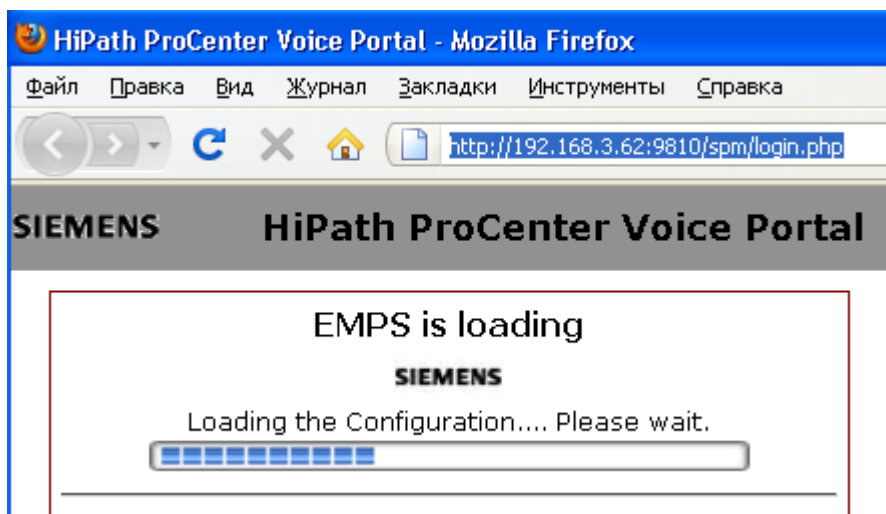 HiPath ProCenter Voice Portal - Mozilla Firefox
Файл Правка Вид Журнал Закладки Инструменты Справка
http://192.168.3.62:9810/spm/login.php
SIEMENS HiPath ProCenter Voice Portal
EMPS is loading
SIEMENS
Loading the Configuration.... Please wait.